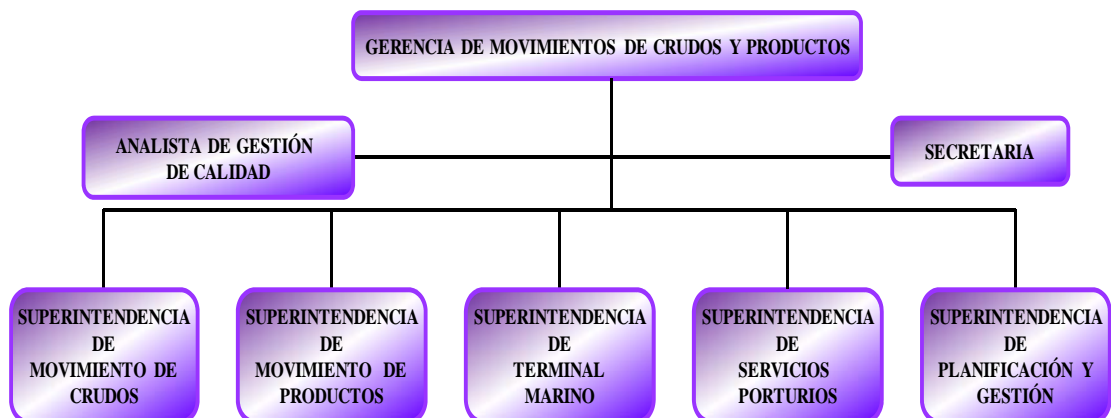 GERENCIA DE MOVIMIENTOS DE CRUDOS Y PRODUCTOS
ANALISTA DE GESTIÓN
DE CALIDAD
SECRETARIA
SUPERINTENDENCIA
DE
MOVIMIENTO DE
CRUDOS
SUPERINTENDENCIA
DE
MOVIMIENTO DE
PRODUCTOS
SUPERINTENDENCIA
DE
TERMINAL
MARINO
SUPERINTENDENCIA
DE
SERVICIOS
PORTURIOS
SUPERINTENDENCIA
DE
PLANIFICACIÓN Y
GESTIÓN